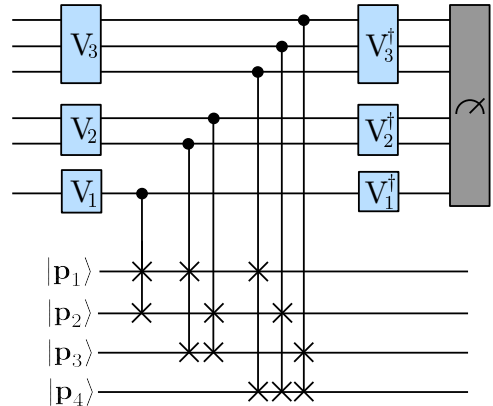 V₃ V₃†
V₂ V₂†
V₁ V₁†
|p₁⟩
|p₂⟩
|p₃⟩
|p₄⟩